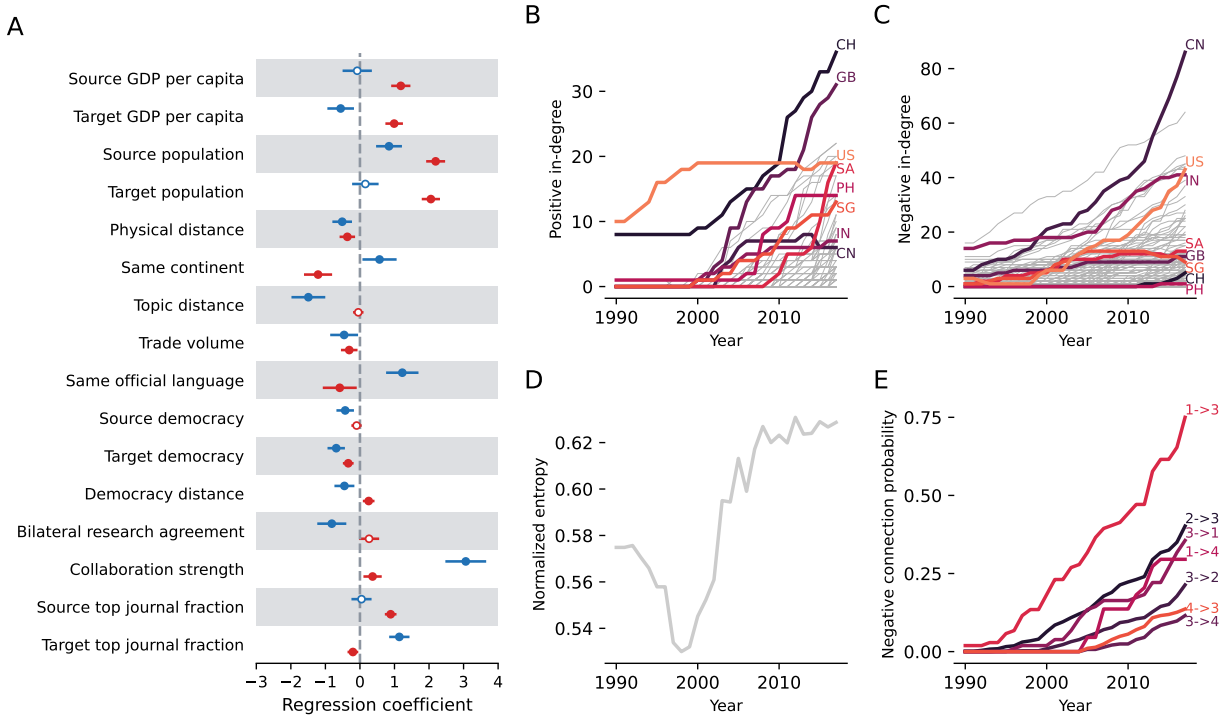 A
Source GDP per capita
Target GDP per capita
Source population
Target population
Physical distance
Same continent
Topic distance
Trade volume
Same official language
Source democracy
Target democracy
Democracy distance
Bilateral research agreement
Collaboration strength
Source top journal fraction
Target top journal fraction
−3 −2 −1 0 1 2 3 4
Regression coefficient
B
Positive in-degree
30
20
10
0
CH
GB
US
SA
PH
SG
IN
CN
1990 2000 2010
Year
C
Negative in-degree
80
60
40
20
0
CN
US
IN
SA
GB
SG
CH
PH
1990 2000 2010
Year
D
Normalized entropy
0.62
0.60
0.58
0.56
0.54
1990 2000 2010
Year
E
Negative connection probability
0.75
0.50
0.25
0.00
1->3
2->3
3->1
1->4
3->2
4->3
3->4
1990 2000 2010
Year